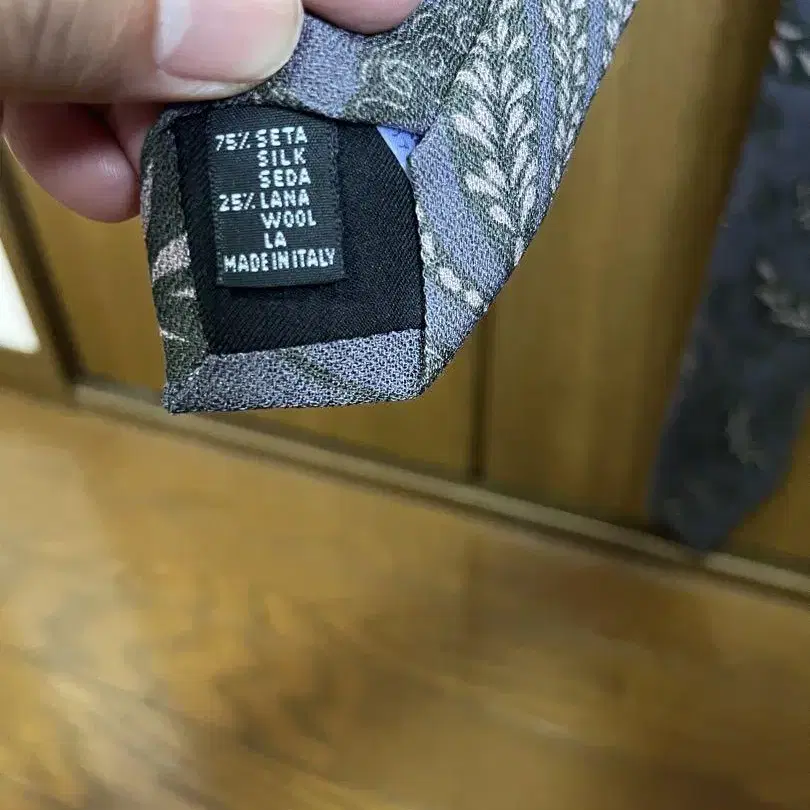 75% SETA
SILK
SEDA
25% LANA
WOOL
LA
MADE IN ITALY